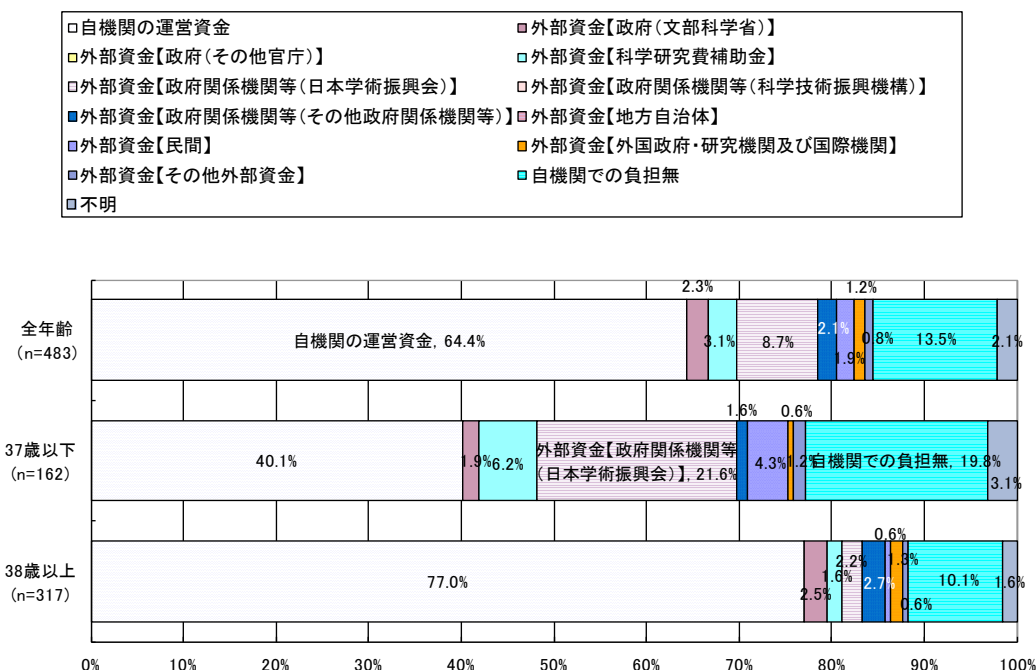 自機関の運営資金
外部資金【政府(文部科学省)】
外部資金【政府(その他官庁)】
外部資金【科学研究費補助金】
外部資金【政府関係機関等(日本学術振興会)】
外部資金【政府関係機関等(科学技術振興機構)】
外部資金【政府関係機関等(その他政府関係機関等)】
外部資金【地方自治体】
外部資金【民間】
外部資金【外国政府・研究機関及び国際機関】
外部資金【その他外部資金】
自機関での負担無
不明
全年齢
(n=483)
自機関の運営資金, 64.4%
2.3%
3.1%
8.7%
2.1%
1.9%
1.2%
0.8%
13.5%
2.1%
37歳以下
(n=162)
40.1%
1.9%
6.2%
外部資金【政府関係機関等
(日本学術振興会)】, 21.6%
1.6%
4.3%
0.6%
1.2%
自機関での負担無, 19.8%
3.1%
38歳以上
(n=317)
77.0%
2.5%
1.6%
2.2%
2.7%
0.6%
1.3%
0.6%
10.1%
1.6%
0%
10%
20%
30%
40%
50%
60%
70%
80%
90%
100%